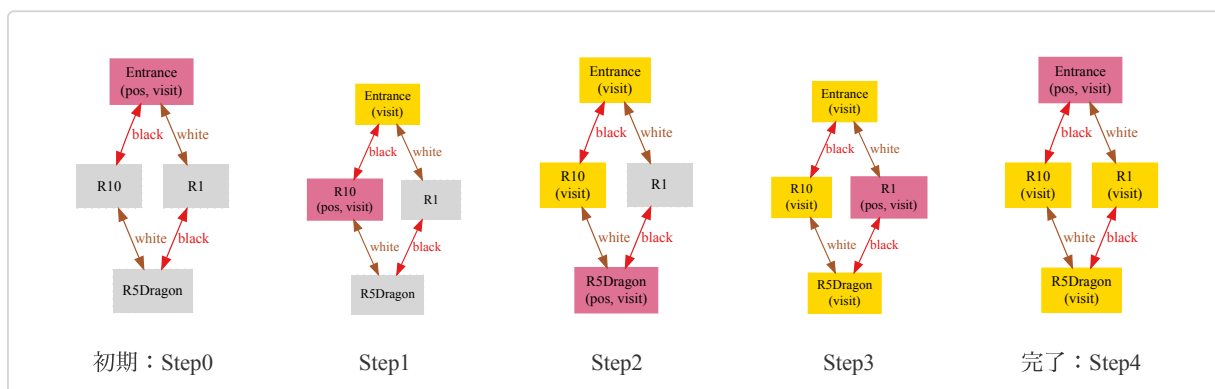 Entrance
(pos, visit)
black
white
R10
R1
white
black
R5Dragon
初期：Step0
Entrance
(visit)
black
white
R10
(pos, visit)
R1
white
black
R5Dragon
Step1
Entrance
(visit)
black
white
R10
(visit)
R1
white
black
R5Dragon
(pos, visit)
Step2
Entrance
(visit)
black
white
R10
(visit)
R1
(pos, visit)
white
black
R5Dragon
(visit)
Step3
Entrance
(pos, visit)
black
white
R10
(visit)
R1
(visit)
white
black
R5Dragon
(visit)
完了：Step4